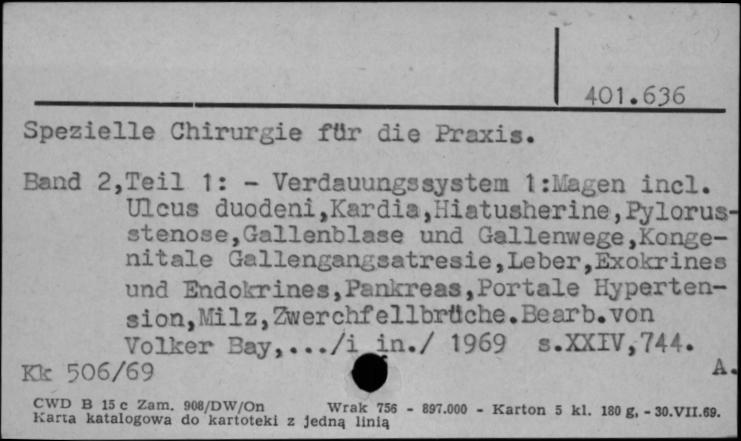 401.636
Spezielle Chirurgie für die Praxis.
Band 2,Teil 1: - Verdauungssystem 1:Magen incl.
Ulcus duodeni,Kardia,Hiatusherine,Pylorus-
stenose,Gallenblase und Gallenwege,Konge-
nitale Gallengangsatresie,Leber,Exokrines
und Endokrines,Pankreas,Portale Hyperten-
sion,Milz,Zwerchfellbrüche.Bearb.von
Volker Bay,.../i in./ 1969 s.XXIV,744.
Kk 506/69 A.
CWD B 15 c Zam. 908/DW/On Wrak 756 - 897.000 - Karton 5 kl. 180 g, - 30.VII.69.
Karta katalogowa do kartoteki z jedną linią